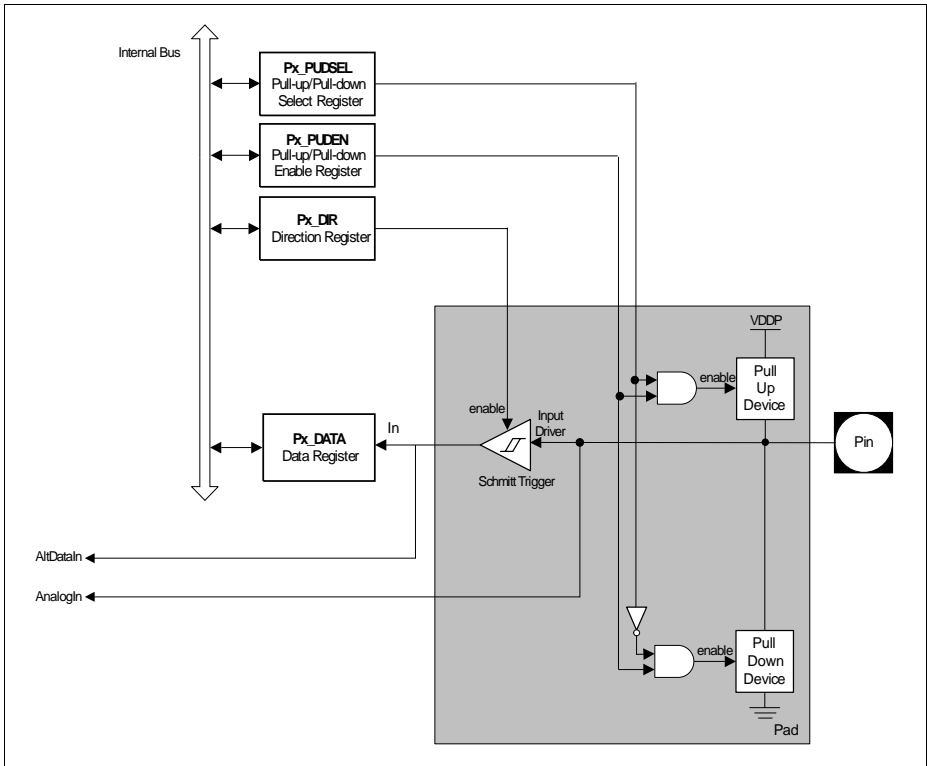 Internal Bus
Px_PUDSEL
Pull-up/Pull-down
Select Register
Px_PUDEN
Pull-up/Pull-down
Enable Register
Px_DIR
Direction Register
VDDP
Pull
Up
Device
enable
enable
Input
Driver
In
Px_DATA
Data Register
Schmitt Trigger
Pin
AltDataIn
AnalogIn
enable
Pull
Down
Device
Pad